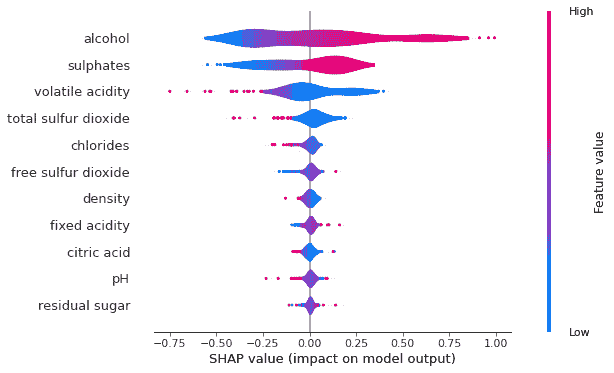 High
alcohol
sulphates
volatile acidity
total sulfur dioxide
chlorides
free sulfur dioxide
density
fixed acidity
citric acid
pH
residual sugar
Feature value
Low
−0.75 −0.50 −0.25 0.00 0.25 0.50 0.75 1.00
SHAP value (impact on model output)